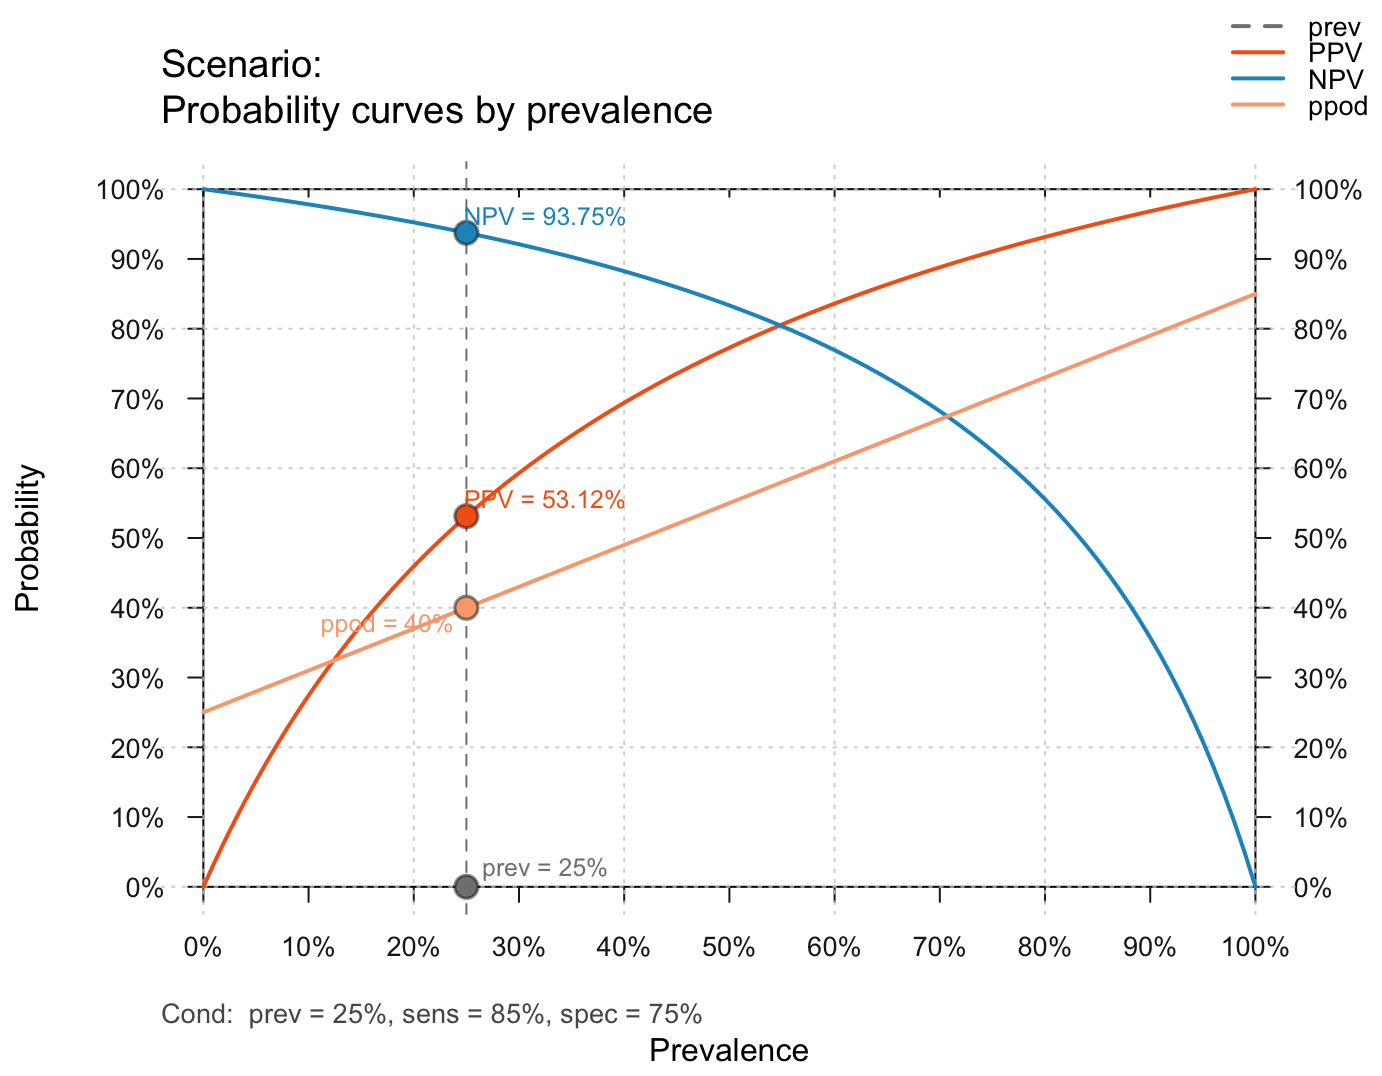 prev
PPV
NPV
ppod
Scenario:
Probability curves by prevalence
100%
90%
80%
70%
60%
50%
40%
30%
20%
10%
0%
Probability
NPV = 93.75%
PPV = 53.12%
ppod = 40%
prev = 25%
100%
90%
80%
70%
60%
50%
40%
30%
20%
10%
0%
0% 10% 20% 30% 40% 50% 60% 70% 80% 90% 100%
Cond:  prev = 25%, sens = 85%, spec = 75%
Prevalence